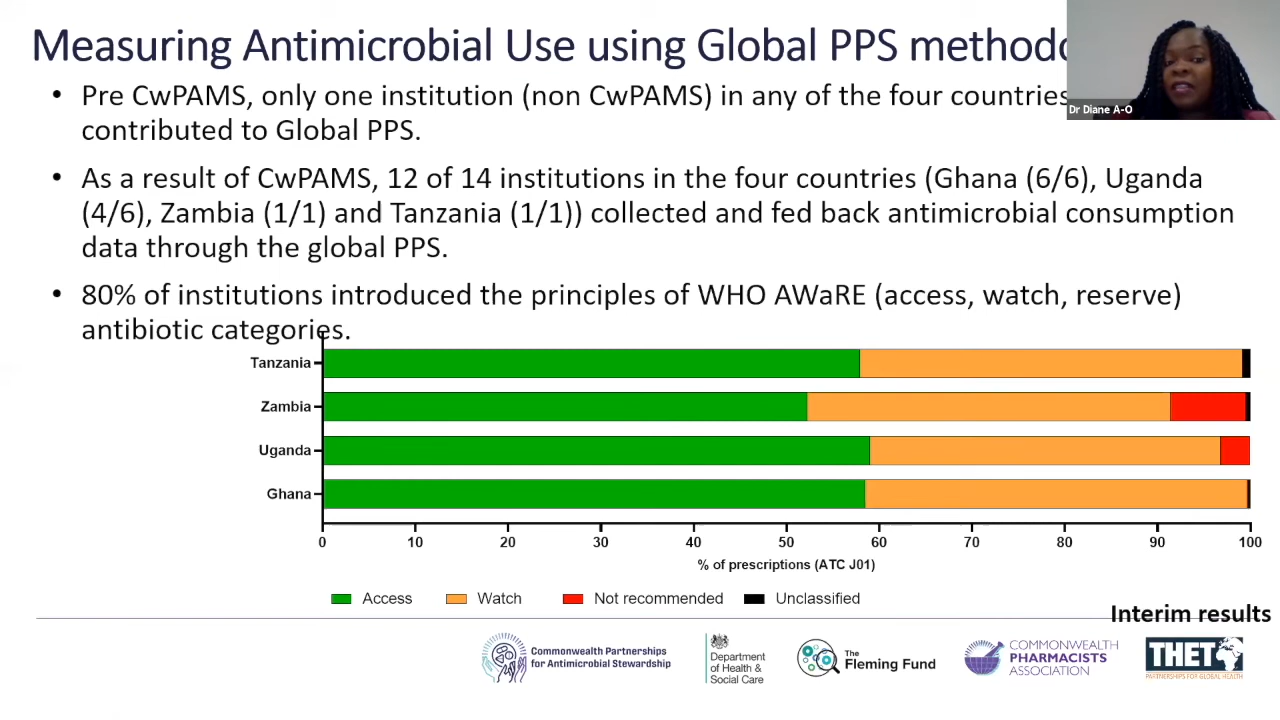 Measuring Antimicrobial Use using Global PPS
Dr Diane A-O
• Pre CwPAMS, only one institution (non CwPAMS) in any of the four countries
contributed to Global PPS.
• As a result of CwPAMS, 12 of 14 institutions in the four countries (Ghana (6/6), Uganda
(4/6), Zambia (1/1) and Tanzania (1/1)) collected and fed back antimicrobial consumption
data through the global PPS.
• 80% of institutions introduced the principles of WHO AWaRE (access, watch, reserve)
antibiotic categories.
Tanzania
Zambia
Uganda
Ghana
0 10 20 30 40 50 60 70 80 90 100
% of prescriptions (ATC J01)
Access Watch Not recommended Unclassified
Interim results
Commonwealth Partnerships
for Antimicrobial Stewardship
Department
of Health &
Social Care
The
Fleming Fund
COMMONWEALTH
PHARMACISTS
ASSOCIATION
THET
PARTNERSHIPS FOR GLOBAL HEALTH